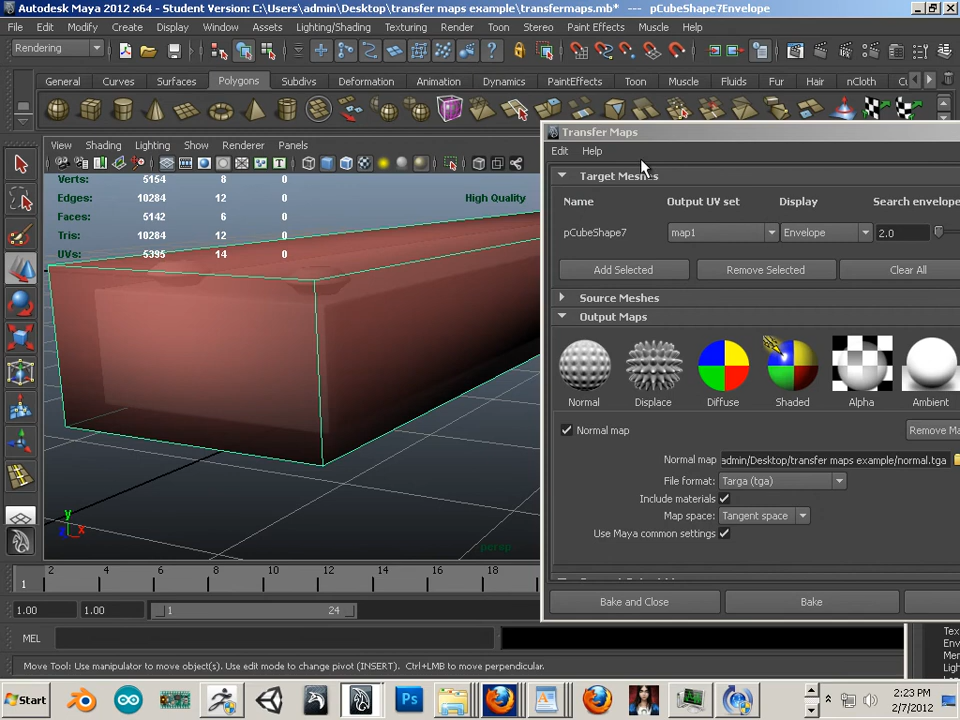 Autodesk Maya 2012 x64 - Student Version: C:\Users\admin\Desktop\transfer maps example\transfermaps.mb* --- pCubeShape7Envelope
File Edit Modify Create Display Window Assets Lighting/Shading Texturing Render Toon Stereo Paint Effects Muscle Help
Rendering
General Curves Surfaces Polygons Subdivs Deformation Animation Dynamics PaintEffects Toon Muscle Fluids Fur Hair nCloth
View Shading Lighting Show Renderer Panels
Verts: 5154 8 0
Edges: 10284 12 0
Faces: 5142 6 0
Tris: 10284 12 0
UVs: 5395 14 0
High Quality
y
x
persp
Transfer Maps
Edit Help
Target Meshes
Name Output UV set Display Search envelope
pCubeShape7 map1 Envelope 2.0
Add Selected Remove Selected Clear All
Source Meshes
Output Maps
Normal Displace Diffuse Shaded Alpha Ambient
Normal map Remove Ma
Normal map admin/Desktop/transfer maps example/normal.tga
File format: Targa (tga)
Include materials
Map space: Tangent space
Use Maya common settings
Bake and Close Bake
1 2 4 6 8 10 12 14 16 18
1.00 1.00 1 24
MEL
Move Tool: Use manipulator to move object(s). Use edit mode to change pivot (INSERT). Ctrl+LMB to move perpendicular.
Tex
Mer
Ligh
Start
Ps
2:23 PM
2/7/2012